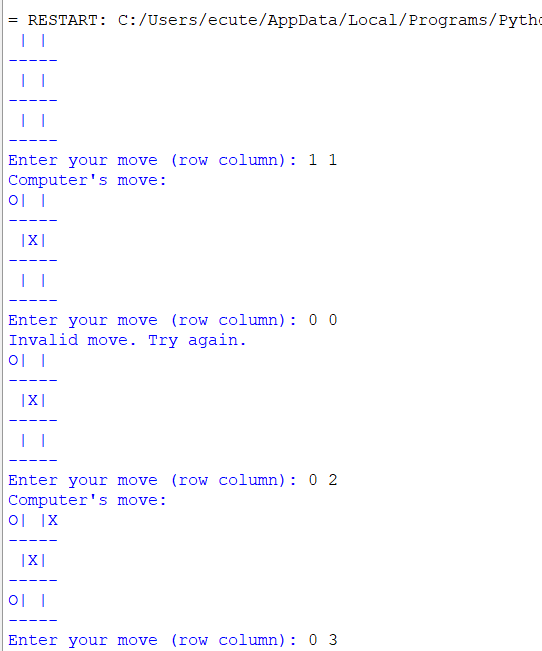 = RESTART: C:/Users/ecute/AppData/Local/Programs/Pytho
 | |
-----
 | |
-----
 | |
-----
Enter your move (row column): 1 1
Computer's move:
O| |
-----
 |X|
-----
 | |
-----
Enter your move (row column): 0 0
Invalid move. Try again.
O| |
-----
 |X|
-----
 | |
-----
Enter your move (row column): 0 2
Computer's move:
O| |X
-----
 |X|
-----
O| |
-----
Enter your move (row column): 0 3